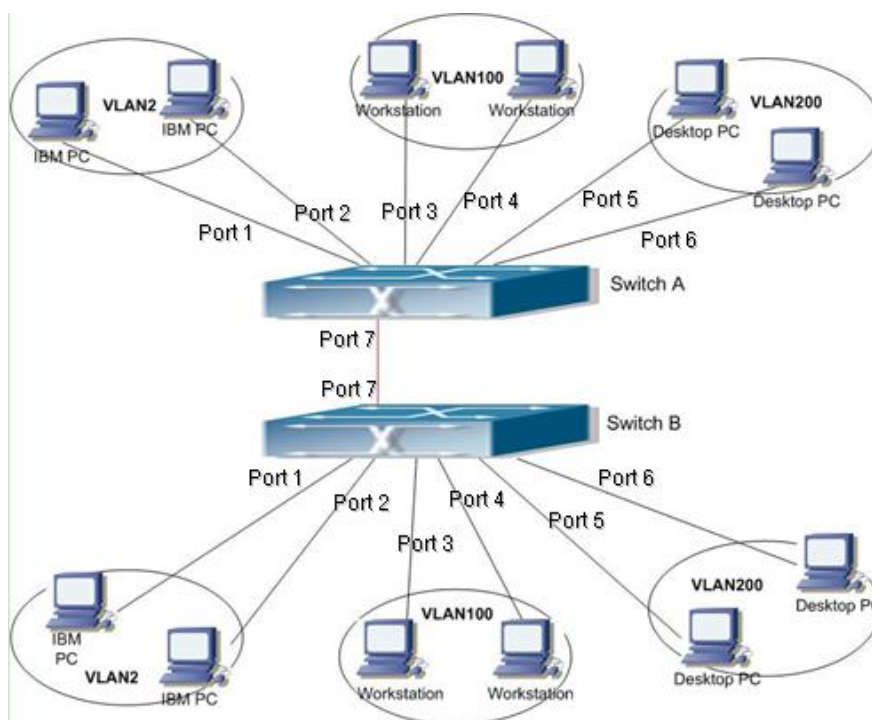 VLAN2
IBM PC
IBM PC
VLAN100
Workstation
Workstation
VLAN200
Desktop PC
Desktop PC
Port 1
Port 2
Port 3
Port 4
Port 5
Port 6
Switch A
Port 7
Port 7
Switch B
Port 1
Port 2
Port 3
Port 4
Port 5
Port 6
IBM
PC
VLAN2
IBM PC
VLAN100
Workstation
Workstation
VLAN200
Desktop PC
Desktop Pc